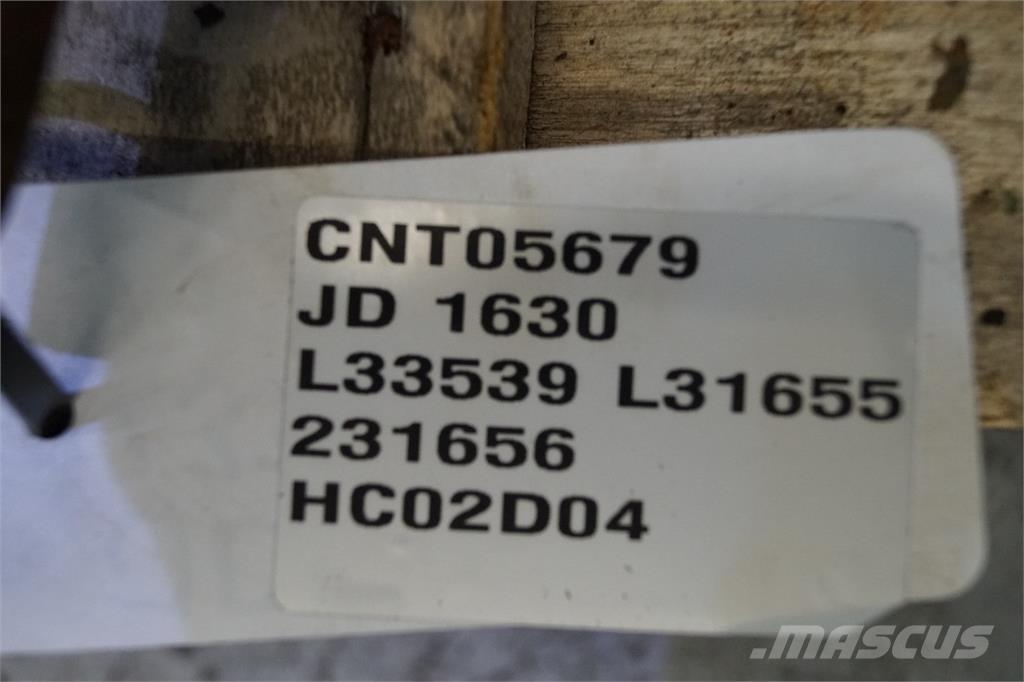 CNT05679
JD 1630
L33539 L31655
231656
HC02D04
MASCUS